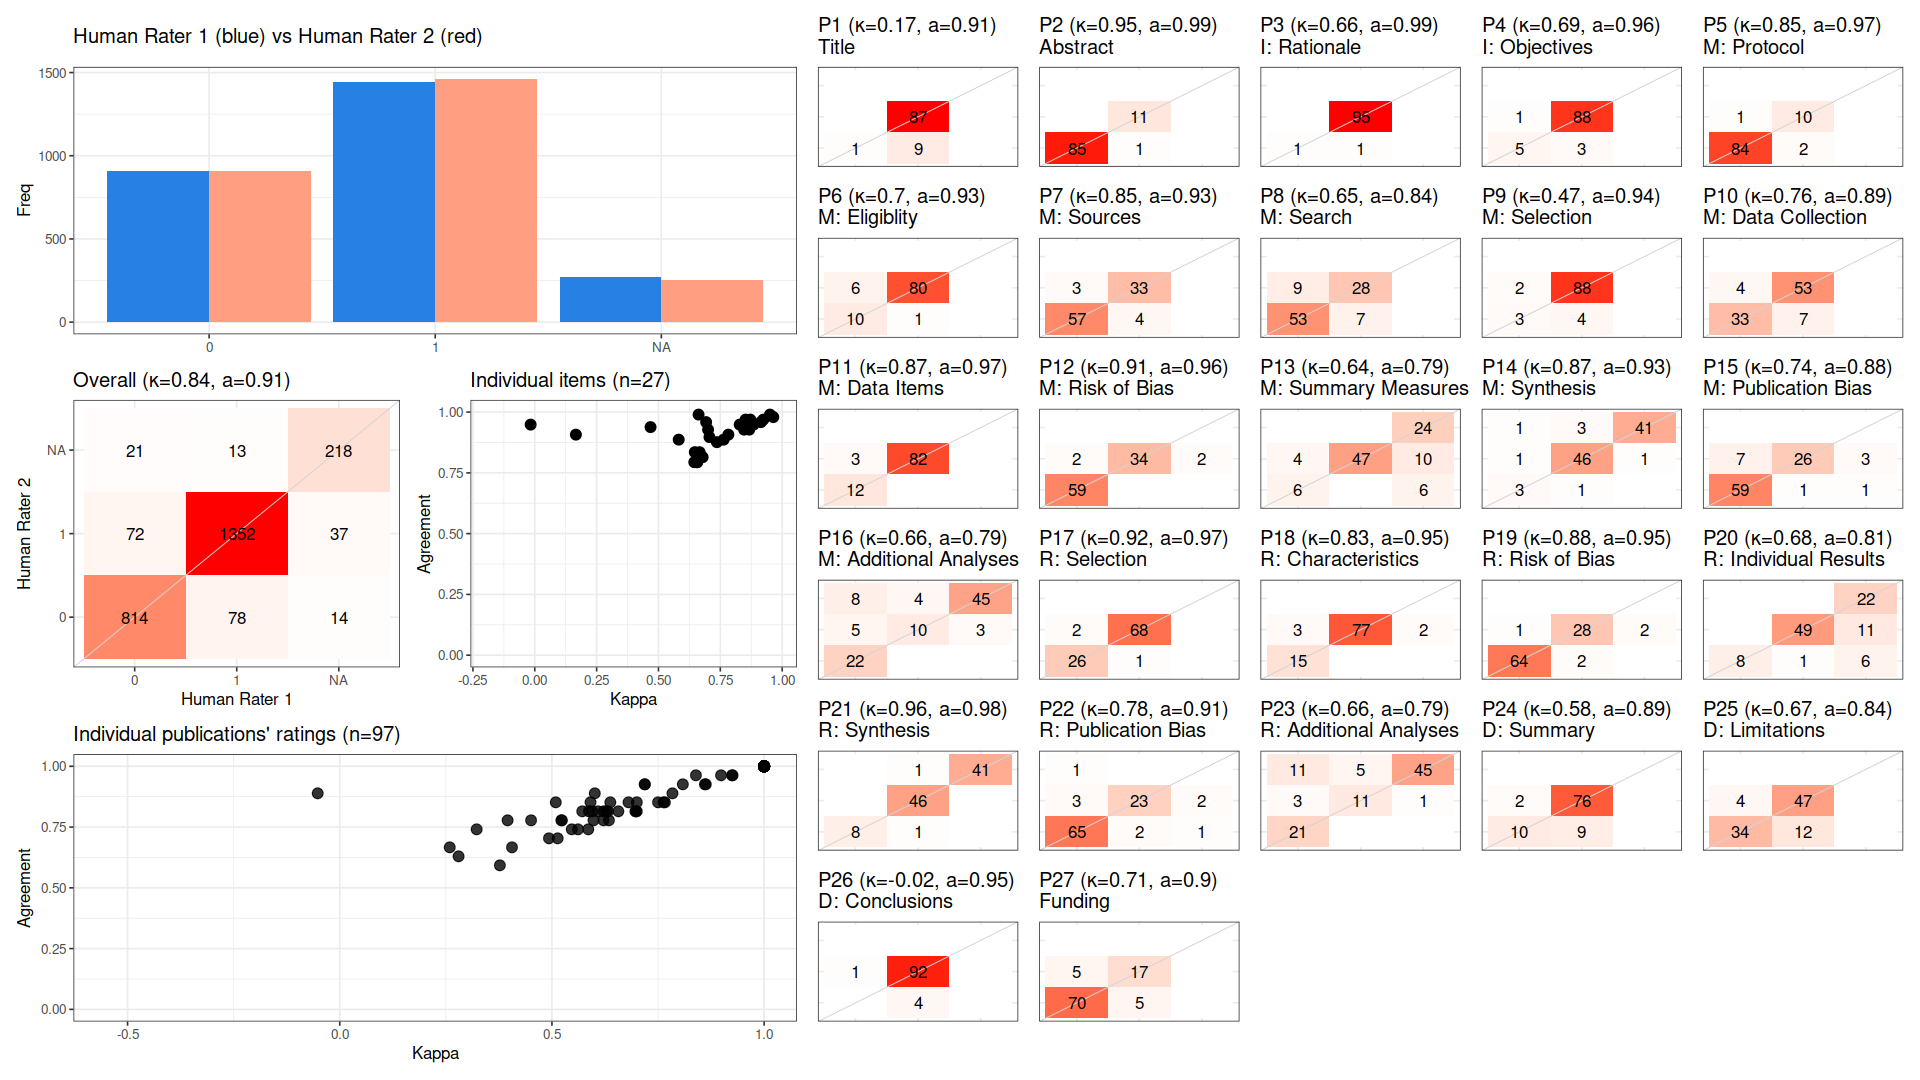 Human Rater 1 (blue) vs Human Rater 2 (red)
Freq
1500
1000
500
0
0 1 NA
Overall (κ=0.84, a=0.91)
Human Rater 2
NA 21 13 218
1 72 1352 37
0 814 78 14
0 1 NA
Human Rater 1
Individual items (n=27)
Agreement
1.00
0.75
0.50
0.25
0.00
-0.25 0.00 0.25 0.50 0.75 1.00
Kappa
Individual publications' ratings (n=97)
Agreement
1.00
0.75
0.50
0.25
0.00
-0.5 0.0 0.5 1.0
Kappa
P1 (κ=0.17, a=0.91)
Title
87
1 9
P2 (κ=0.95, a=0.99)
Abstract
11
85 1
P3 (κ=0.66, a=0.99)
I: Rationale
95
1 1
P4 (κ=0.69, a=0.96)
I: Objectives
1 88
5 3
P5 (κ=0.85, a=0.97)
M: Protocol
1 10
84 2
P6 (κ=0.7, a=0.93)
M: Eligiblity
6 80
10 1
P7 (κ=0.85, a=0.93)
M: Sources
3 33
57 4
P8 (κ=0.65, a=0.84)
M: Search
9 28
53 7
P9 (κ=0.47, a=0.94)
M: Selection
2 88
3 4
P10 (κ=0.76, a=0.89)
M: Data Collection
4 53
33 7
P11 (κ=0.87, a=0.97)
M: Data Items
3 82
12
P12 (κ=0.91, a=0.96)
M: Risk of Bias
2 34 2
59
P13 (κ=0.64, a=0.79)
M: Summary Measures
24
4 47 10
6 6
P14 (κ=0.87, a=0.93)
M: Synthesis
1 3 41
1 46 1
3 1
P15 (κ=0.74, a=0.88)
M: Publication Bias
7 26 3
59 1 1
P16 (κ=0.66, a=0.79)
M: Additional Analyses
8 4 45
5 10 3
22
P17 (κ=0.92, a=0.97)
R: Selection
2 68
26 1
P18 (κ=0.83, a=0.95)
R: Characteristics
3 77 2
15
P19 (κ=0.88, a=0.95)
R: Risk of Bias
1 28 2
64 2
P20 (κ=0.68, a=0.81)
R: Individual Results
22
49 11
8 1 6
P21 (κ=0.96, a=0.98)
R: Synthesis
1 41
46
8 1
P22 (κ=0.78, a=0.91)
R: Publication Bias
1
3 23 2
65 2 1
P23 (κ=0.66, a=0.79)
R: Additional Analyses
11 5 45
3 11 1
21
P24 (κ=0.58, a=0.89)
D: Summary
2 76
10 9
P25 (κ=0.67, a=0.84)
D: Limitations
4 47
34 12
P26 (κ=-0.02, a=0.95)
D: Conclusions
1 92
4
P27 (κ=0.71, a=0.9)
Funding
5 17
70 5